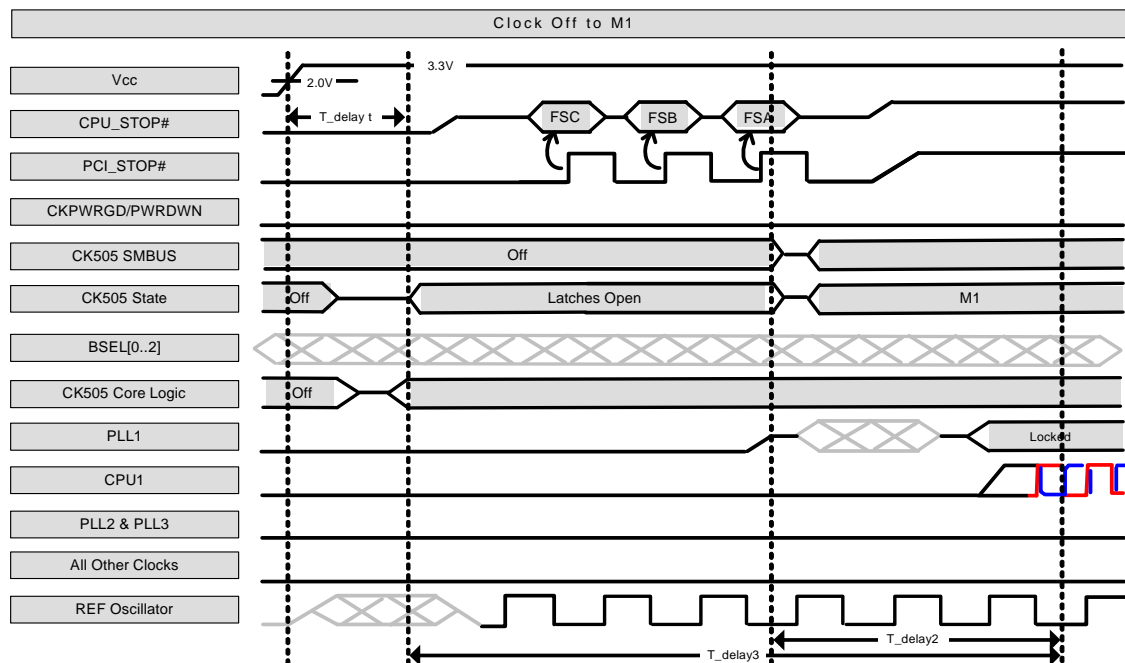 Clock Off to M1
Vcc
2.0V
3.3V
CPU_STOP#
T_delay t
FSC
FSB
FSA
PCI_STOP#
CKPWRGD/PWRDWN
CK505 SMBUS
Off
CK505 State
Off
Latches Open
M1
BSEL[0..2]
CK505 Core Logic
Off
PLL1
Locked
CPU1
PLL2 & PLL3
All Other Clocks
REF Oscillator
T_delay2
T_delay3